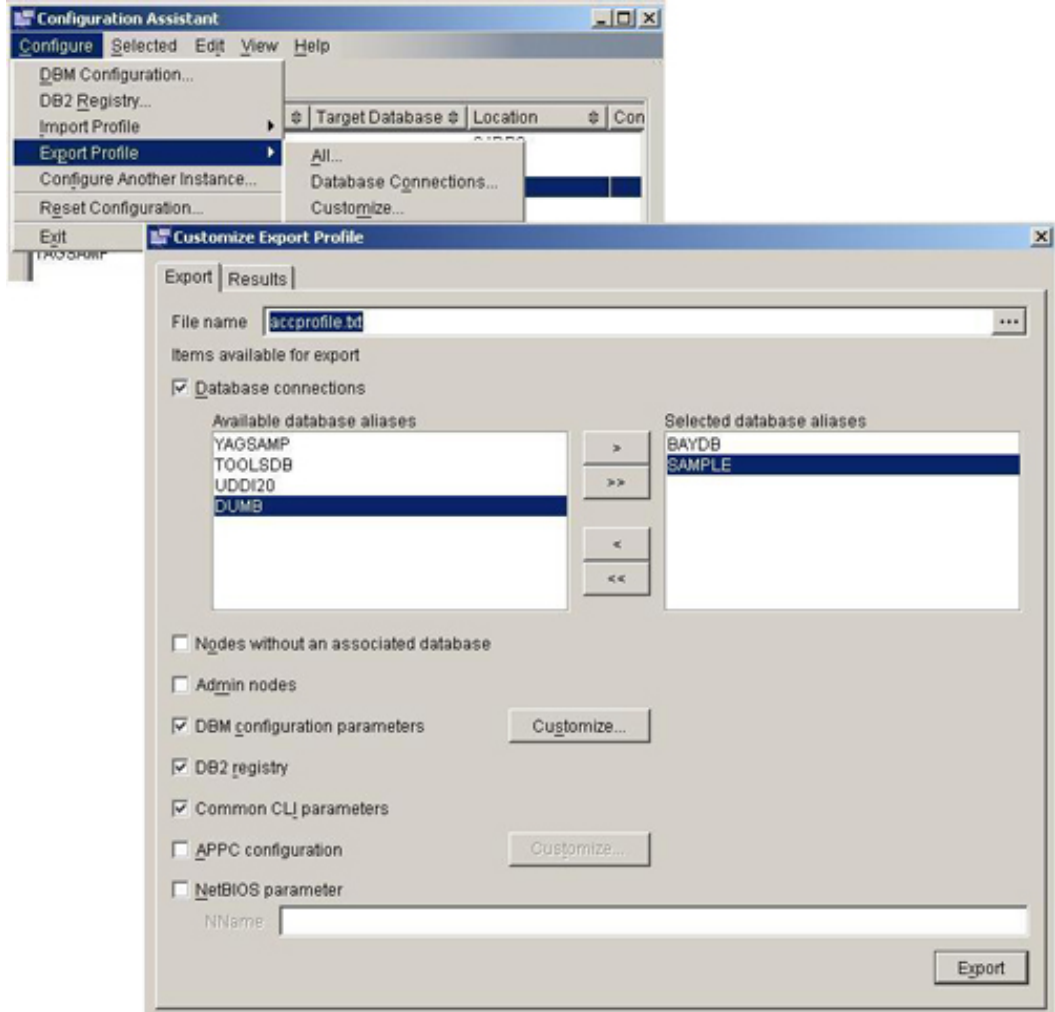 Configuration Assistant
Configure Selected Edit View Help
DBM Configuration...
DB2 Registry...
Import Profile
Export Profile
Configure Another Instance...
Reset Configuration...
Exit
Target Database Location Con
All...
Database Connections...
Customize...
YAGSAMP
Customize Export Profile
Export Results
File name accprofile.txt ...
Items available for export
Database connections
Available database aliases
YAGSAMP
TOOLSDB
UDDI20
DUMB
>
>>
<
<<
Selected database aliases
BAYDB
SAMPLE
Nodes without an associated database
Admin nodes
DBM configuration parameters Customize...
DB2 registry
Common CLI parameters
APPC configuration Customize...
NetBIOS parameter
NName
Export